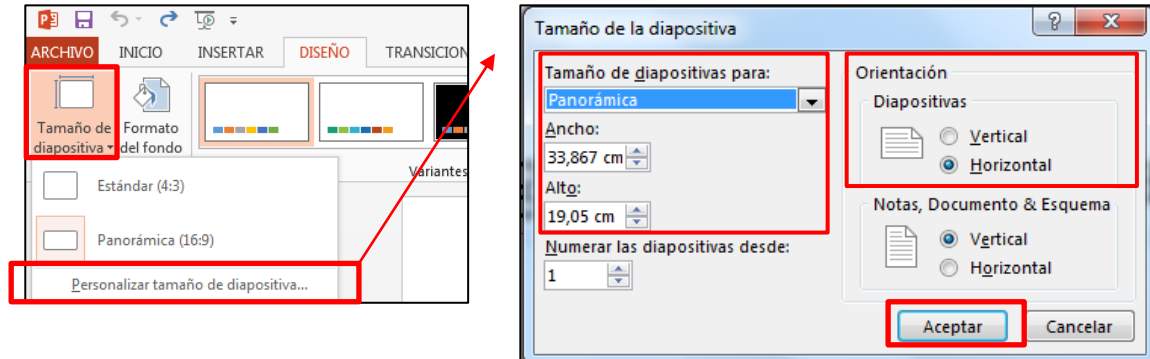 ARCHIVO INICIO INSERTAR DISEÑO TRANSICION
Tamaño de
diapositiva
Formato
del fondo
Variantes
Estándar (4:3)
Panorámica (16:9)
Personalizar tamaño de diapositiva...
Tamaño de la diapositiva
Tamaño de diapositivas para:
Panorámica
Ancho:
33,867 cm
Alto:
19,05 cm
Numerar las diapositivas desde:
1
Orientación
Diapositivas
Vertical
Horizontal
Notas, Documento & Esquema
Vertical
Horizontal
Aceptar Cancelar